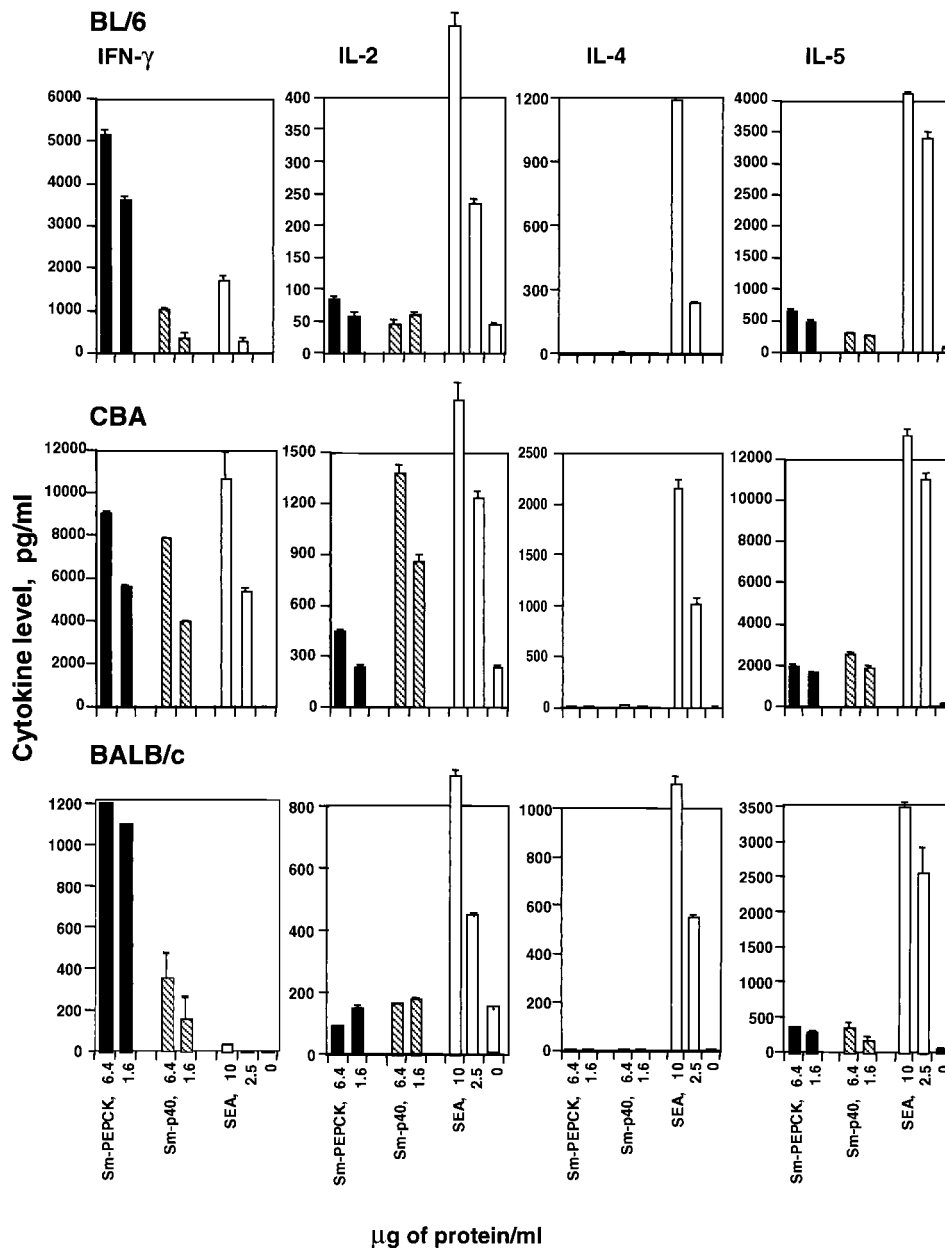 BL/6
IFN-γ IL-2 IL-4 IL-5
6000 5000 4000 3000 2000 1000 0
400 350 300 250 200 150 100 50 0
1200 900 600 300 0
4000 3500 3000 2500 2000 1500 1000 500 0
CBA
12000 10000 8000 6000 4000 2000 0
1500 1200 900 600 300 0
2500 2000 1500 1000 500 0
12000 10000 8000 6000 4000 2000 0
Cytokine level, pg/ml
BALB/c
1200 1000 800 600 400 200 0
800 600 400 200 0
1000 800 600 400 200 0
3500 3000 2500 2000 1500 1000 500 0
Sm-PEPCK, 6.4 1.6 Sm-p40, 6.4 1.6 SEA, 10 2.5 0
Sm-PEPCK, 6.4 1.6 Sm-p40, 6.4 1.6 SEA, 10 2.5 0
Sm-PEPCK, 6.4 1.6 Sm-p40, 6.4 1.6 SEA, 10 2.5 0
Sm-PEPCK, 6.4 1.6 Sm-p40, 6.4 1.6 SEA, 10 2.5 0
μg of protein/ml